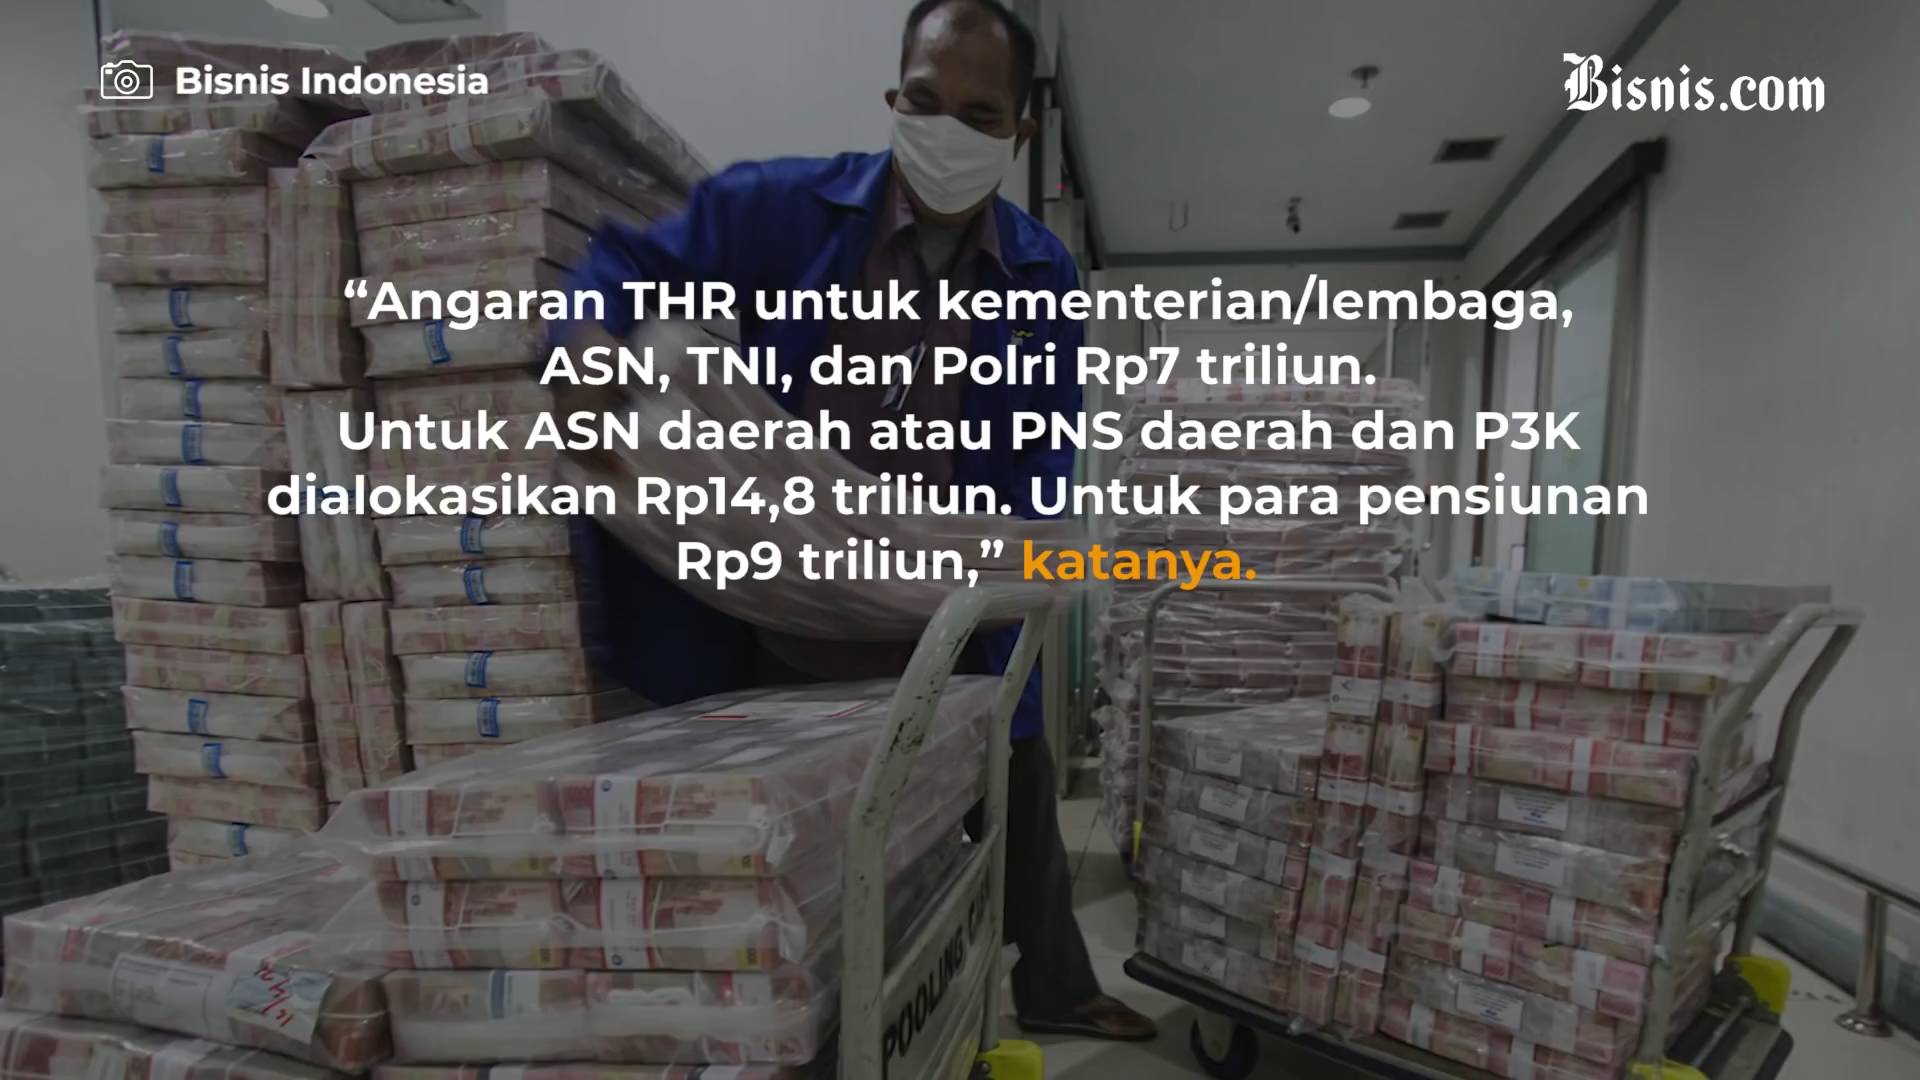 Bisnis Indonesia
Bisnis.com
“Angaran THR untuk kementerian/lembaga,
ASN, TNI, dan Polri Rp7 triliun.
Untuk ASN daerah atau PNS daerah dan P3K
dialokasikan Rp14,8 triliun. Untuk para pensiunan
Rp9 triliun,” katanya.
POOLING